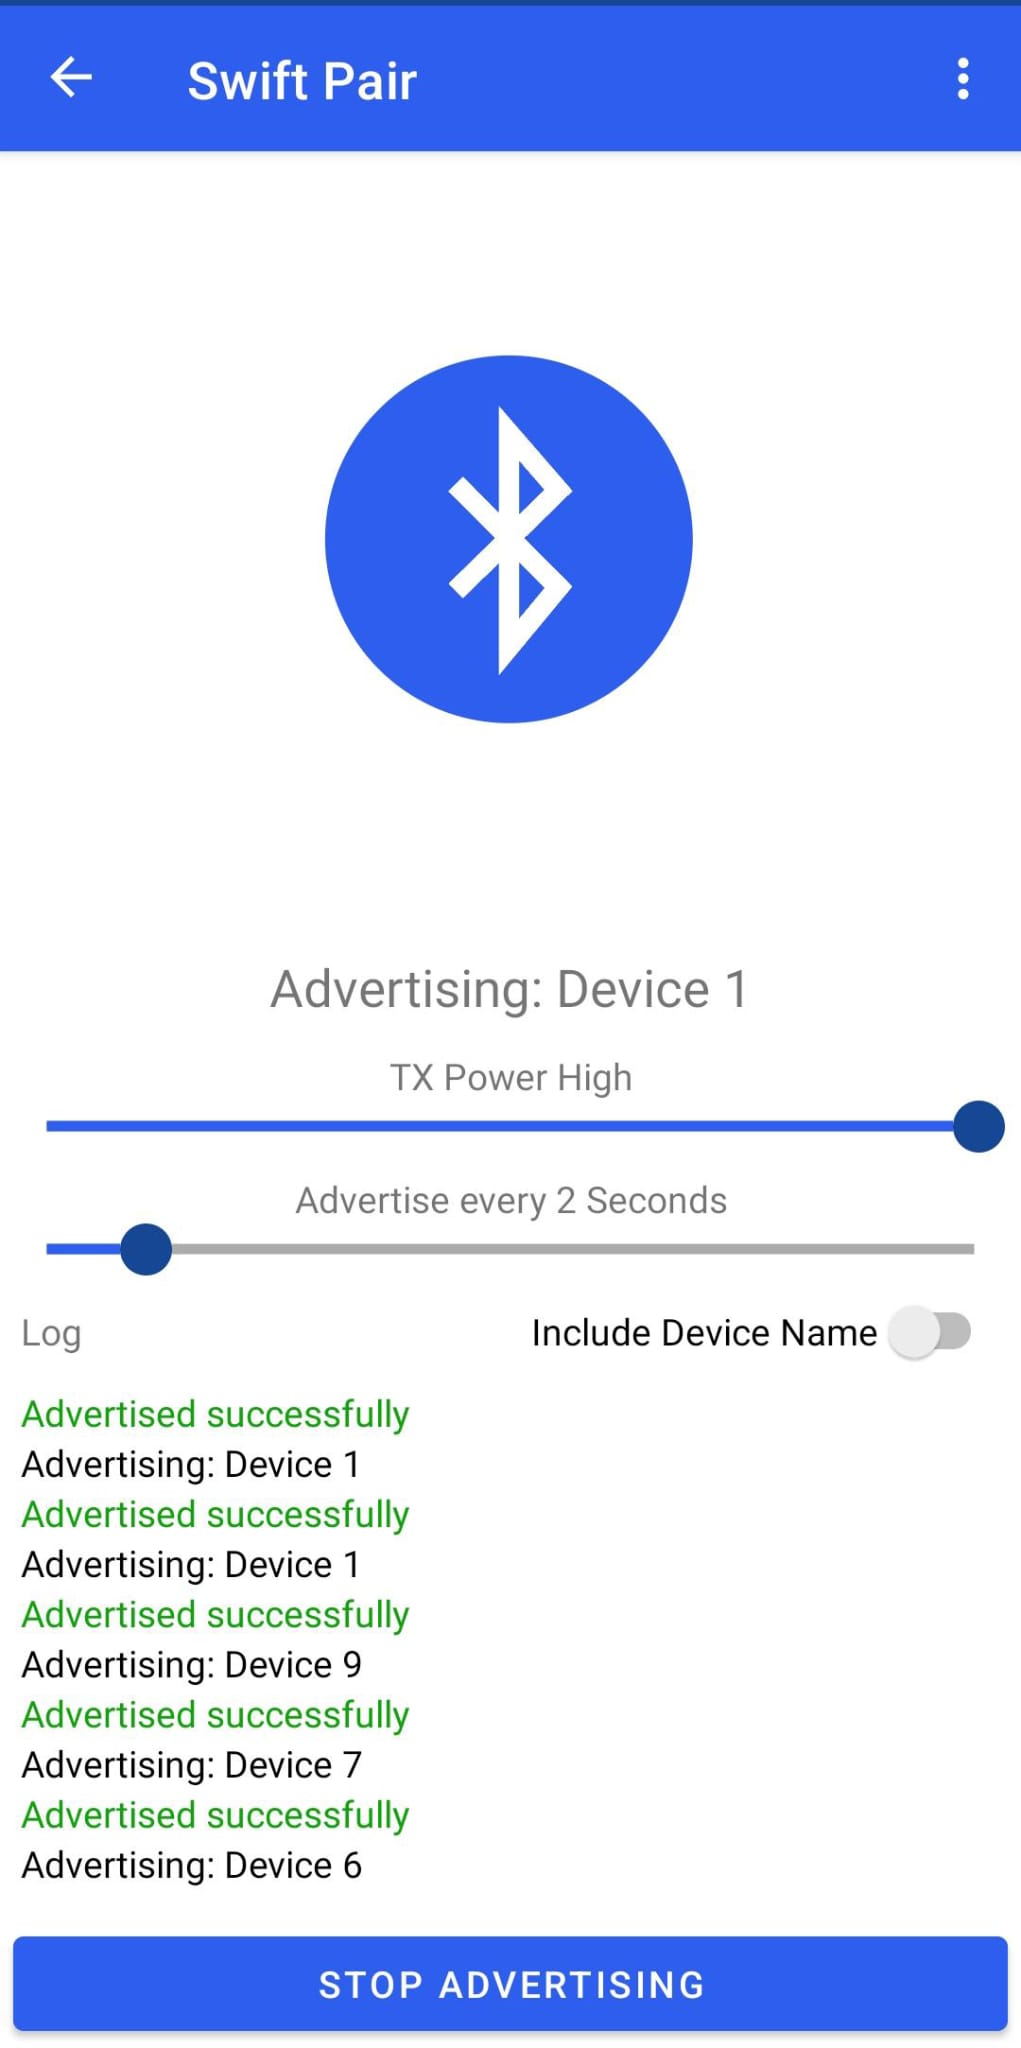 Swift Pair
Advertising: Device 1
TX Power High
Advertise every 2 Seconds
Log
Include Device Name
Advertised successfully
Advertising: Device 1
Advertised successfully
Advertising: Device 1
Advertised successfully
Advertising: Device 9
Advertised successfully
Advertising: Device 7
Advertised successfully
Advertising: Device 6
STOP ADVERTISING